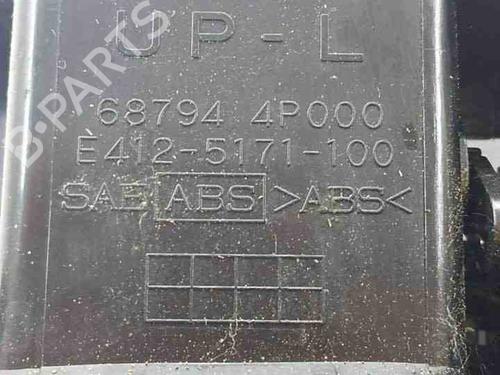 UP-L
68794 4P000
E412-5171-100
SAE ABS >ABS<
B-PARTS